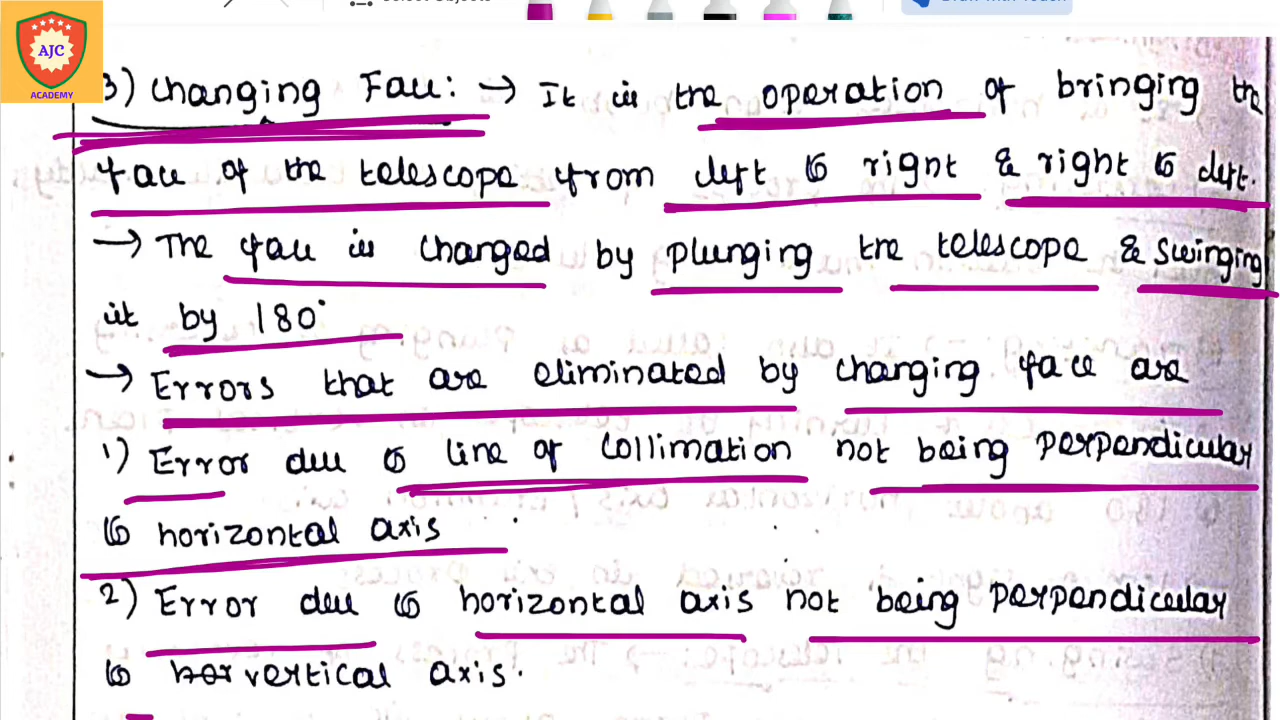 AJC
ACADEMY
3) Changing Face: → It is the operation of bringing the
face of the telescope from left to right & right to left.
→ The face is changed by plunging the telescope & swinging
it by 180°
→ Errors that are eliminated by changing face are
1) Error due to line of collimation not being perpendicular
to horizontal axis
2) Error due to horizontal axis not being perpendicular
to hor vertical axis.